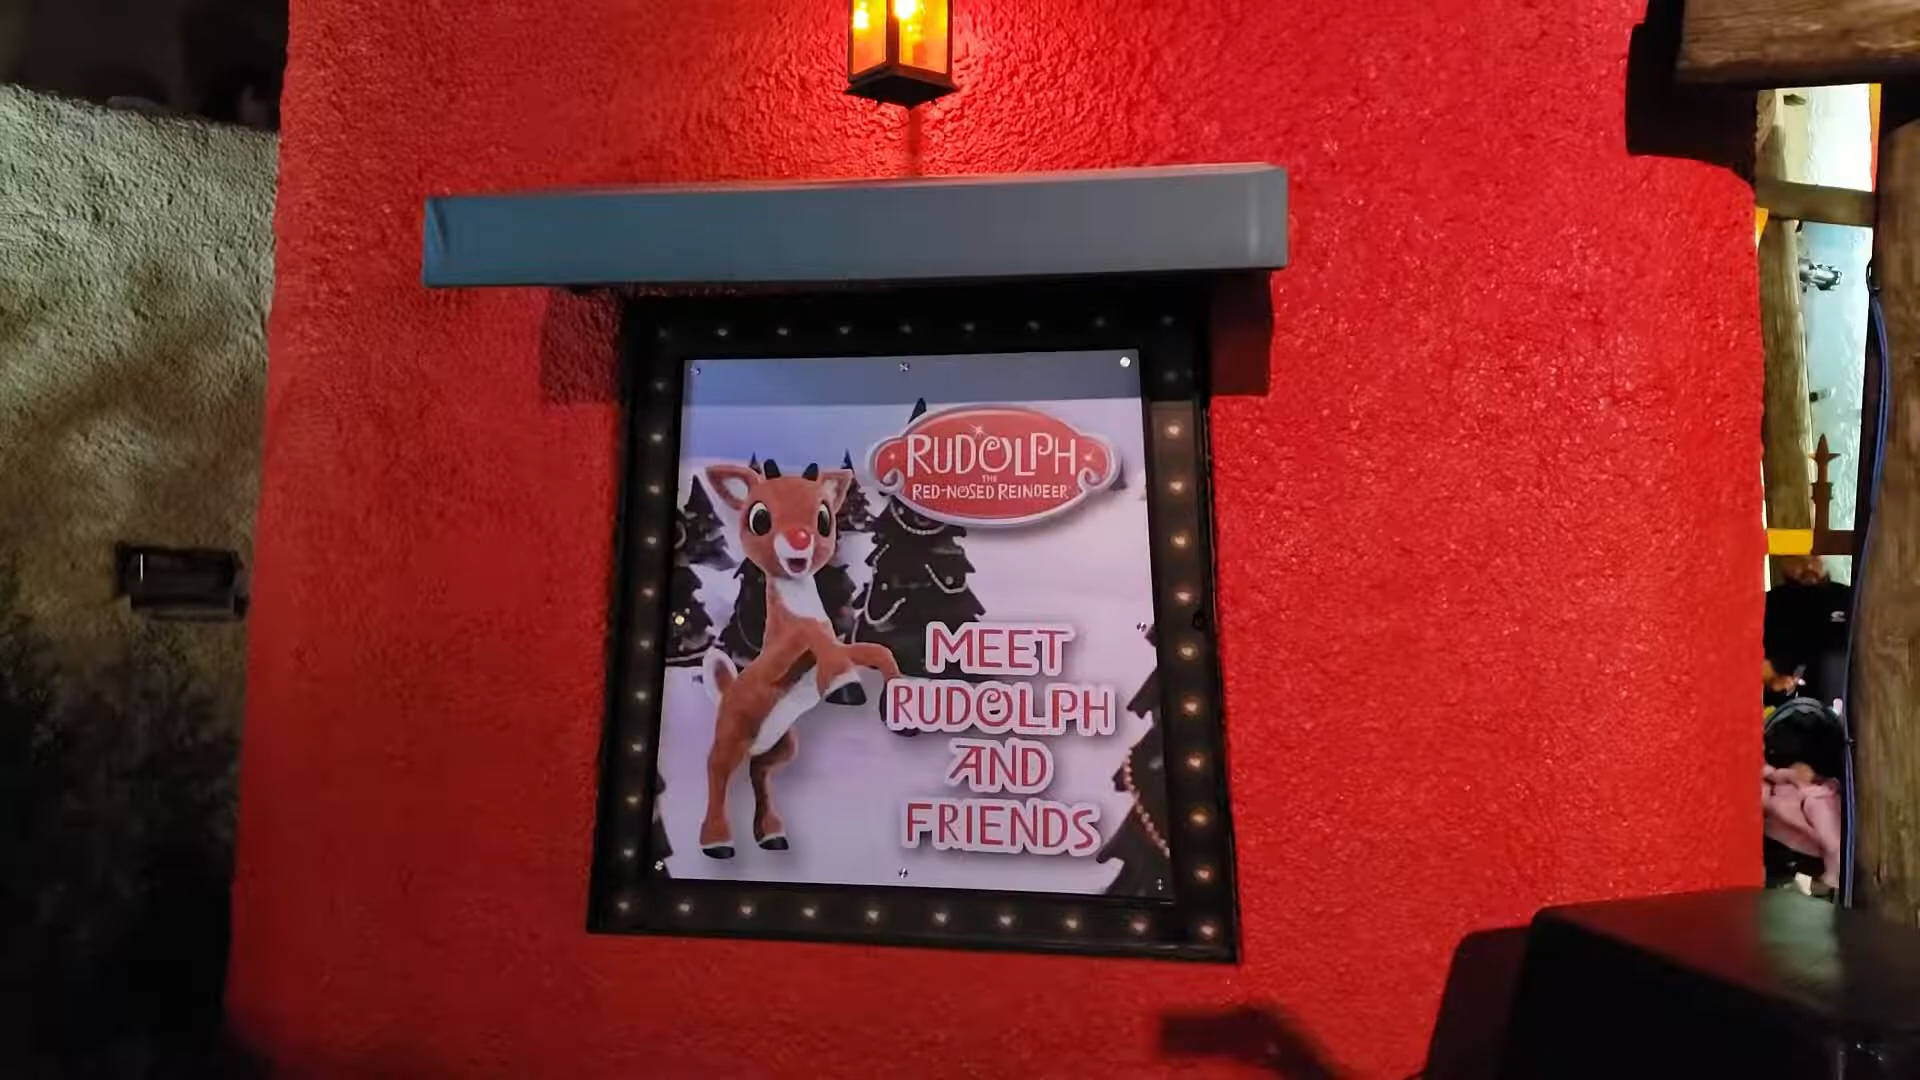 RUDOLPH
THE
RED-NOSED REINDEER
MEET
RUDOLPH
AND
FRIENDS